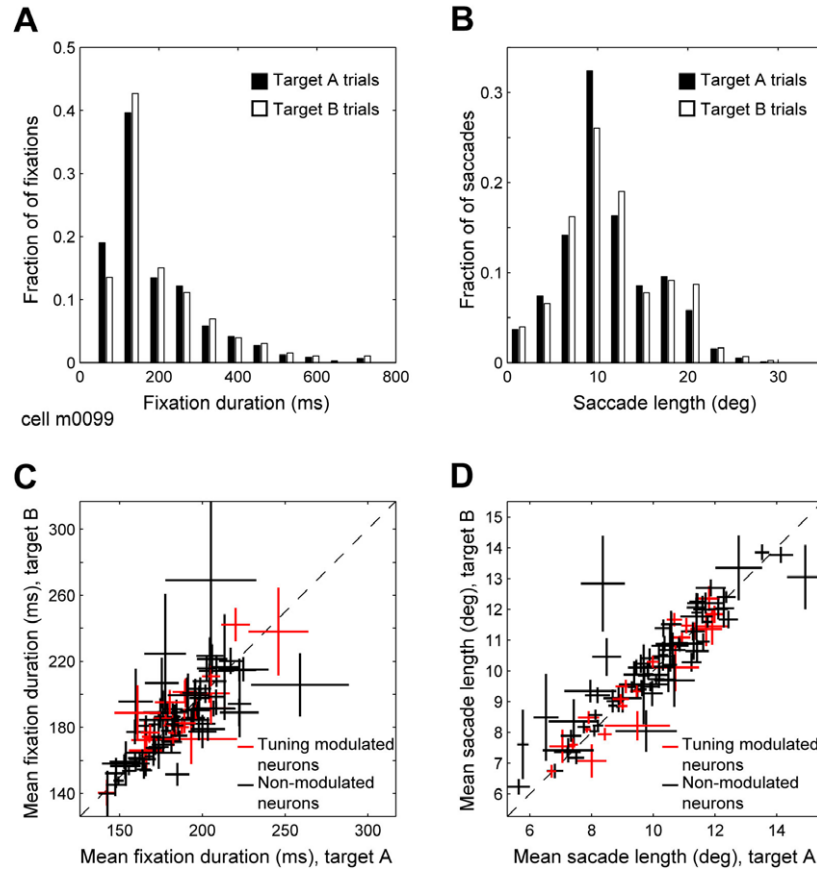 A
Fraction of of fixations
0.5
0.4
0.3
0.2
0.1
0
Target A trials
Target B trials
0 200 400 600 800
Fixation duration (ms)
cell m0099
B
Fraction of saccades
0.3
0.2
0.1
0
Target A trials
Target B trials
0 10 20 30
Saccade length (deg)
C
Mean fixation duration (ms), target B
300
260
220
180
140
Tuning modulated
neurons
Non-modulated
neurons
150 200 250 300
Mean fixation duration (ms), target A
D
Mean sacade length (deg), target B
15
14
13
12
11
10
9
8
7
6
Tuning modulated
neurons
Non-modulated
neurons
6 8 10 12 14
Mean sacade length (deg), target A